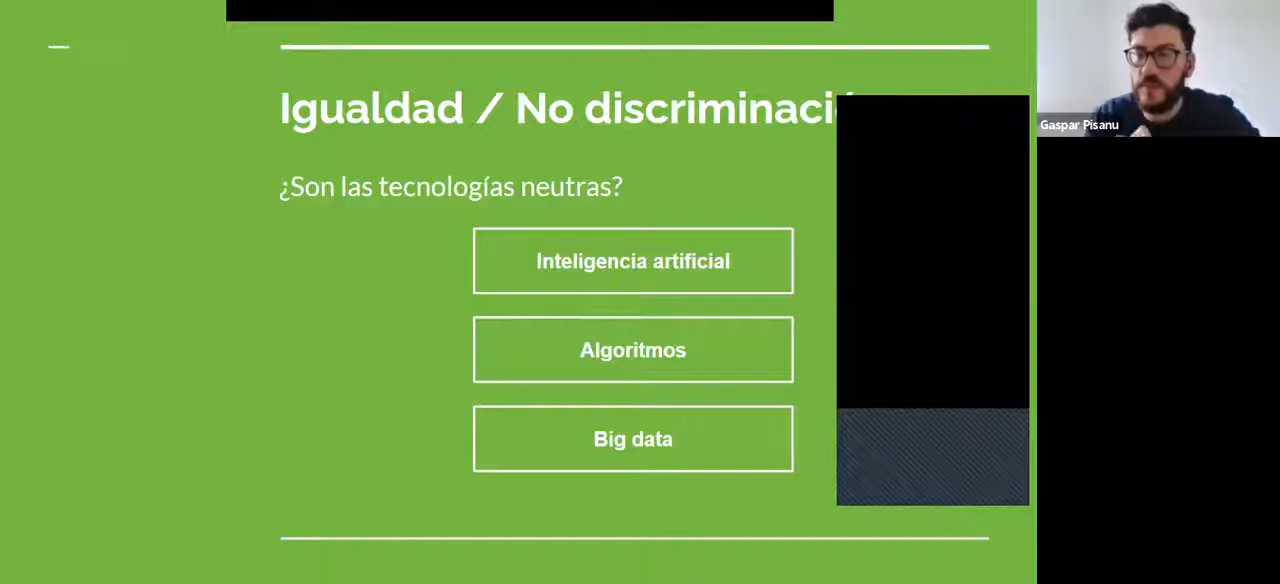 Igualdad / No discriminaci
¿Son las tecnologías neutras?
Inteligencia artificial
Algoritmos
Big data
Gaspar Pisanu